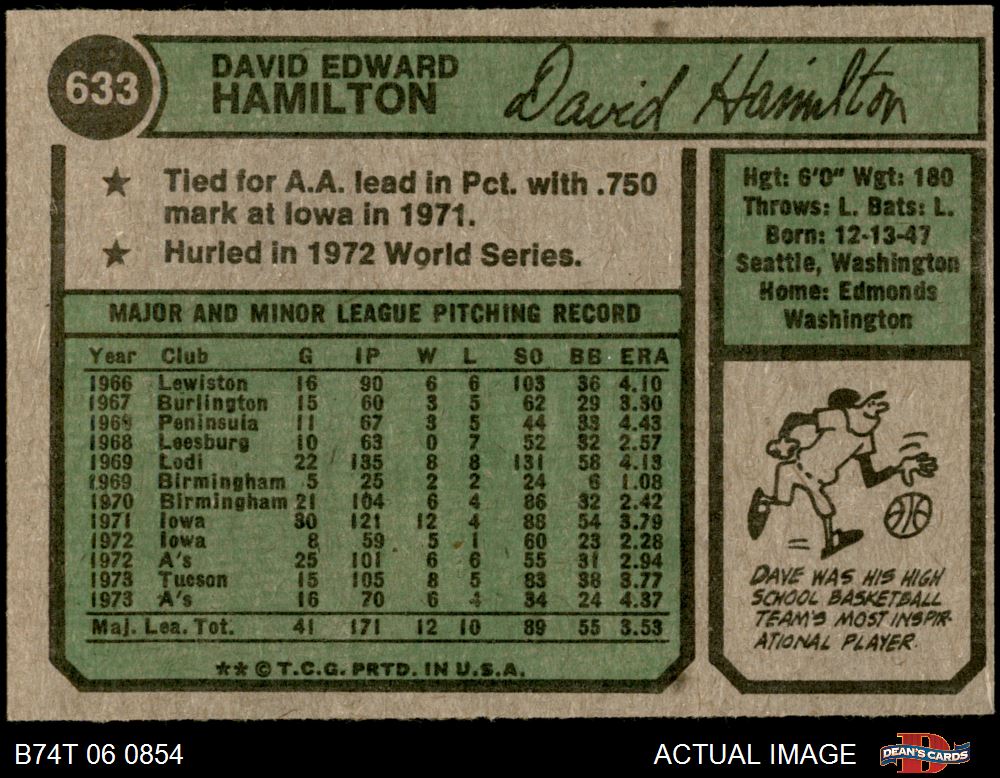 633
DAVID EDWARD
HAMILTON
David Hamilton
★ Tied for A.A. lead in Pct. with .750
mark at Iowa in 1971.
★ Hurled in 1972 World Series.
Hgt: 6'0" Wgt: 180
Throws: L. Bats: L.
Born: 12-13-47
Seattle, Washington
Home: Edmonds
Washington
MAJOR AND MINOR LEAGUE PITCHING RECORD
Year Club G IP W L SO BB ERA
1966 Lewiston 16 90 6 6 103 36 4.10
1967 Burlington 15 60 3 5 62 29 3.30
1968 Peninsula 11 67 3 5 44 33 4.43
1968 Leesburg 10 63 0 7 52 32 2.57
1969 Lodi 22 135 8 8 131 58 4.13
1969 Birmingham 5 25 2 2 24 6 1.08
1970 Birmingham 21 104 6 4 86 32 2.42
1971 Iowa 30 121 12 4 88 54 3.79
1972 Iowa 8 59 5 1 60 23 2.28
1972 A's 25 101 6 6 55 31 2.94
1973 Tucson 15 105 8 5 83 38 3.77
1973 A's 16 70 6 4 34 24 4.37
Maj. Lea. Tot. 41 171 12 10 89 55 3.53
** © T.C.G. PRTD. IN U.S.A.
DAVE WAS HIS HIGH
SCHOOL BASKETBALL
TEAM'S MOST INSPIR-
ATIONAL PLAYER.
B74T 06 0854
ACTUAL IMAGE
DEAN'S CARDS